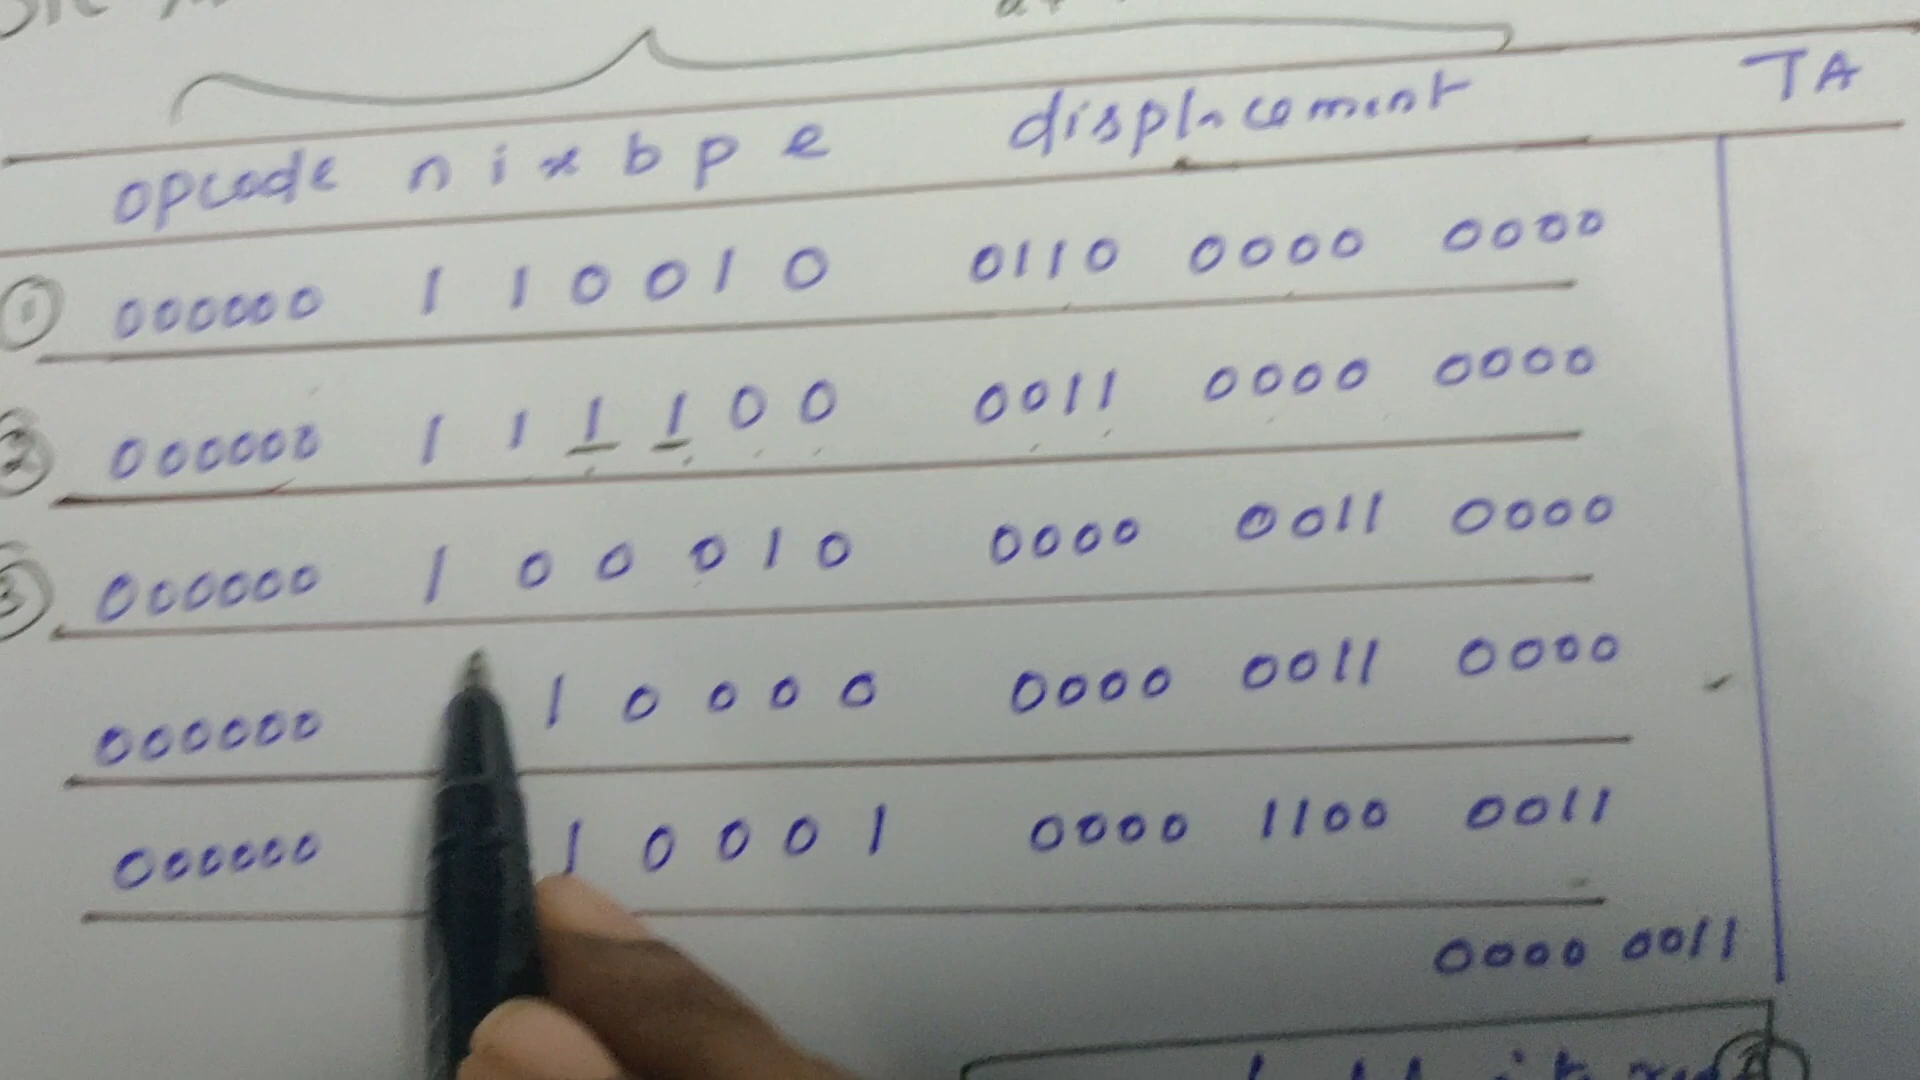 opcode n i x b p e displacement TA
① 000000 1 1 0 0 1 0 0110 0000 0000
② 000000 1 1 1 1 0 0 0011 0000 0000
③ 000000 1 0 0 0 1 0 0000 0011 0000
000000 1 0 0 0 0 0000 0011 0000
000000 1 0 0 0 1 0000 1100 0011
0000 0011